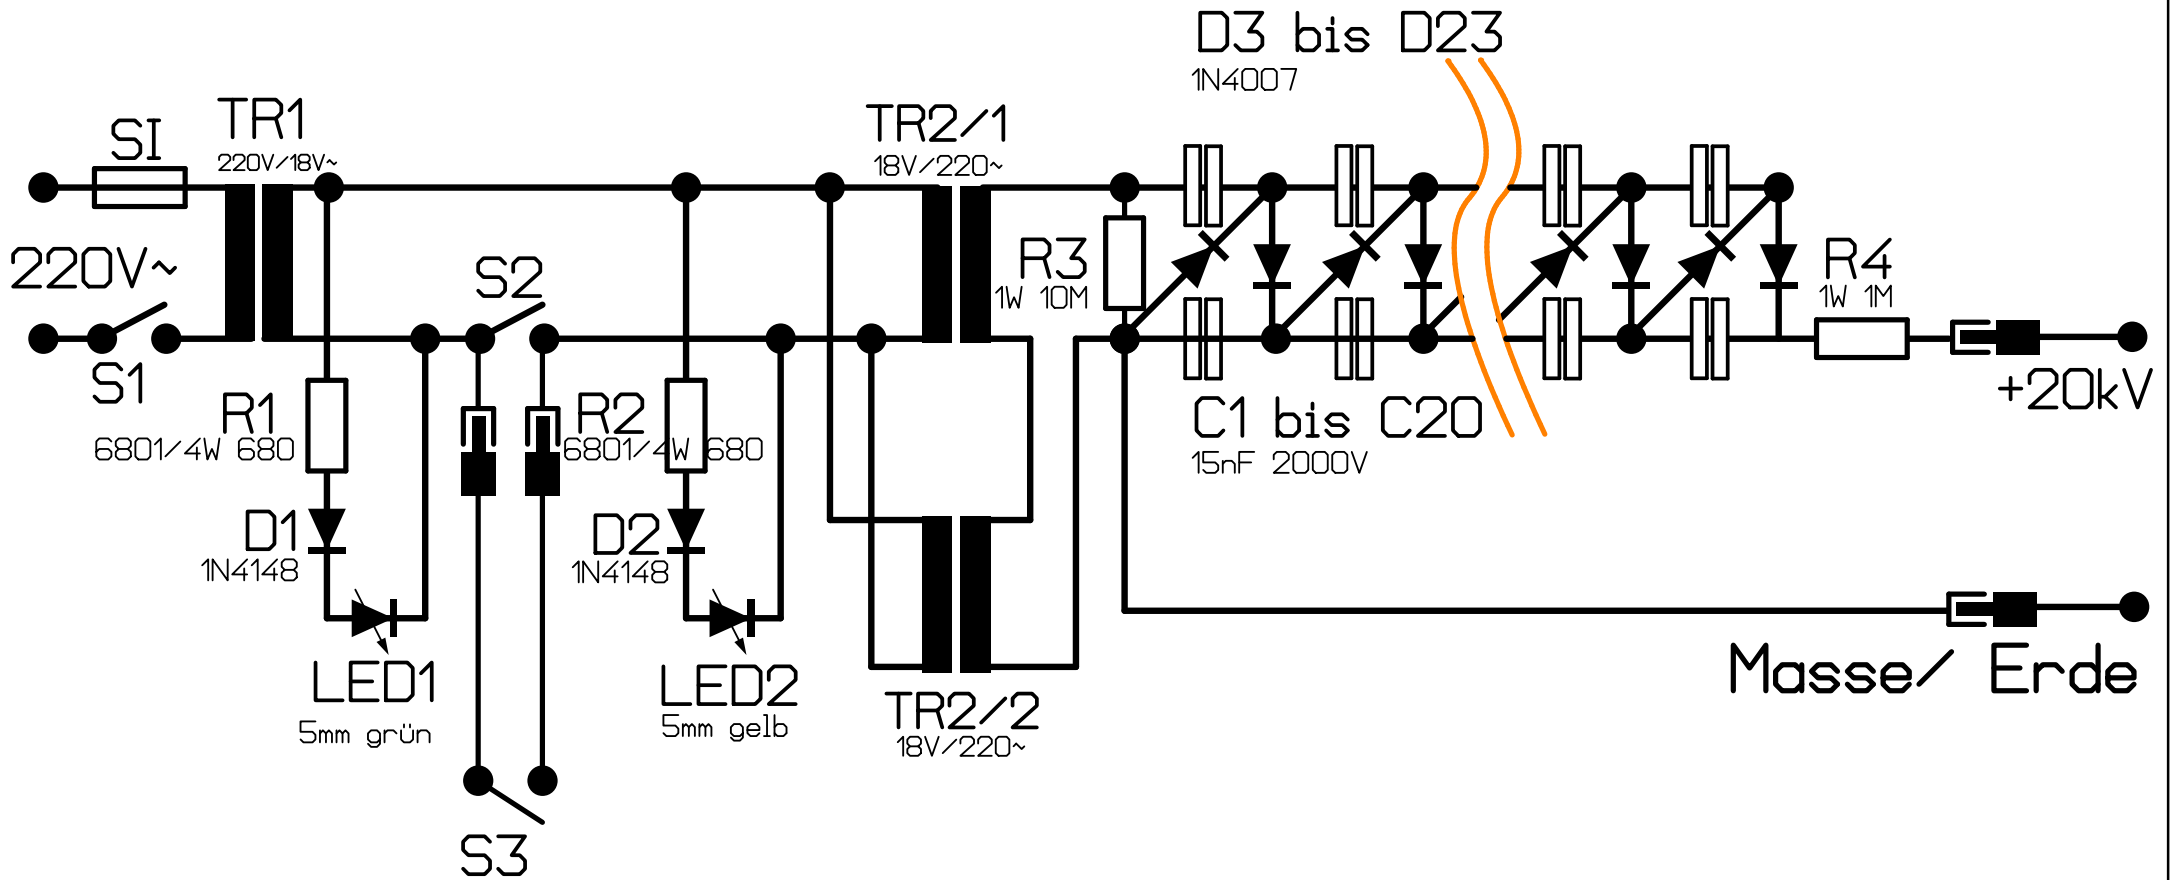 D3 bis D23
1N4007
SI
TR1
220V/18V~
TR2/1
18V/220~
220V~
S1
S2
R3
1W 10M
R4
1W 1M
+20kV
R1
6801/4W 680
R2
6801/4W 680
C1 bis C20
15nF 2000V
D1
1N4148
D2
1N4148
LED1
5mm grün
LED2
5mm gelb
TR2/2
18V/220~
Masse/ Erde
S3